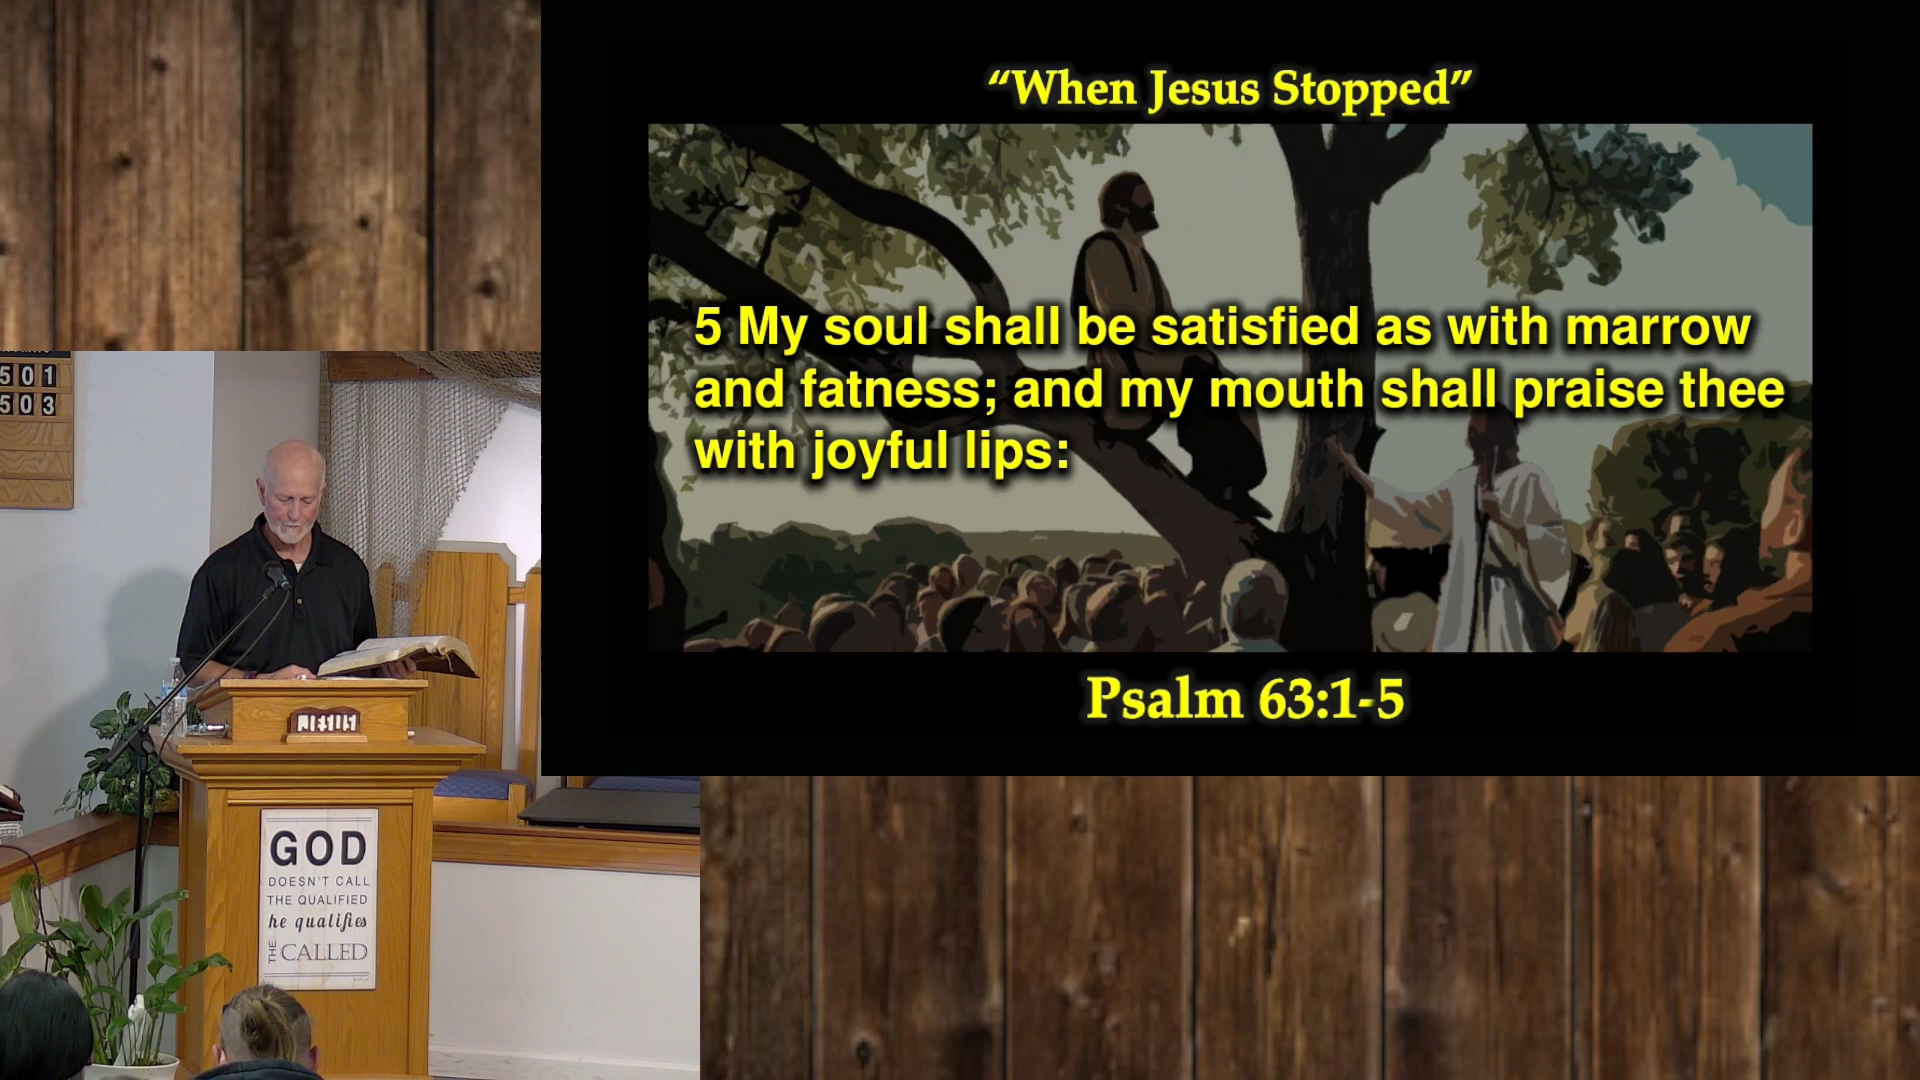 “When Jesus Stopped”
5 My soul shall be satisfied as with marrow
and fatness; and my mouth shall praise thee
with joyful lips:
Psalm 63:1-5
501
503
GOD
DOESN'T CALL
THE QUALIFIED
he qualifies
THE CALLED